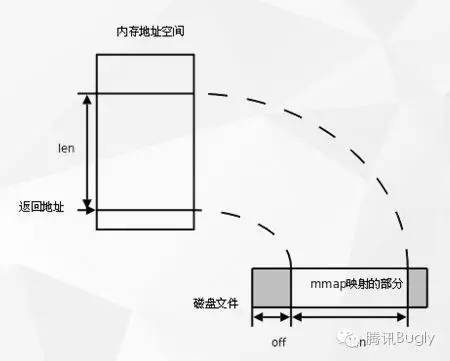 内存地址空间
len
返回地址
mmap映射的部分
磁盘文件
off
腾讯Bugly